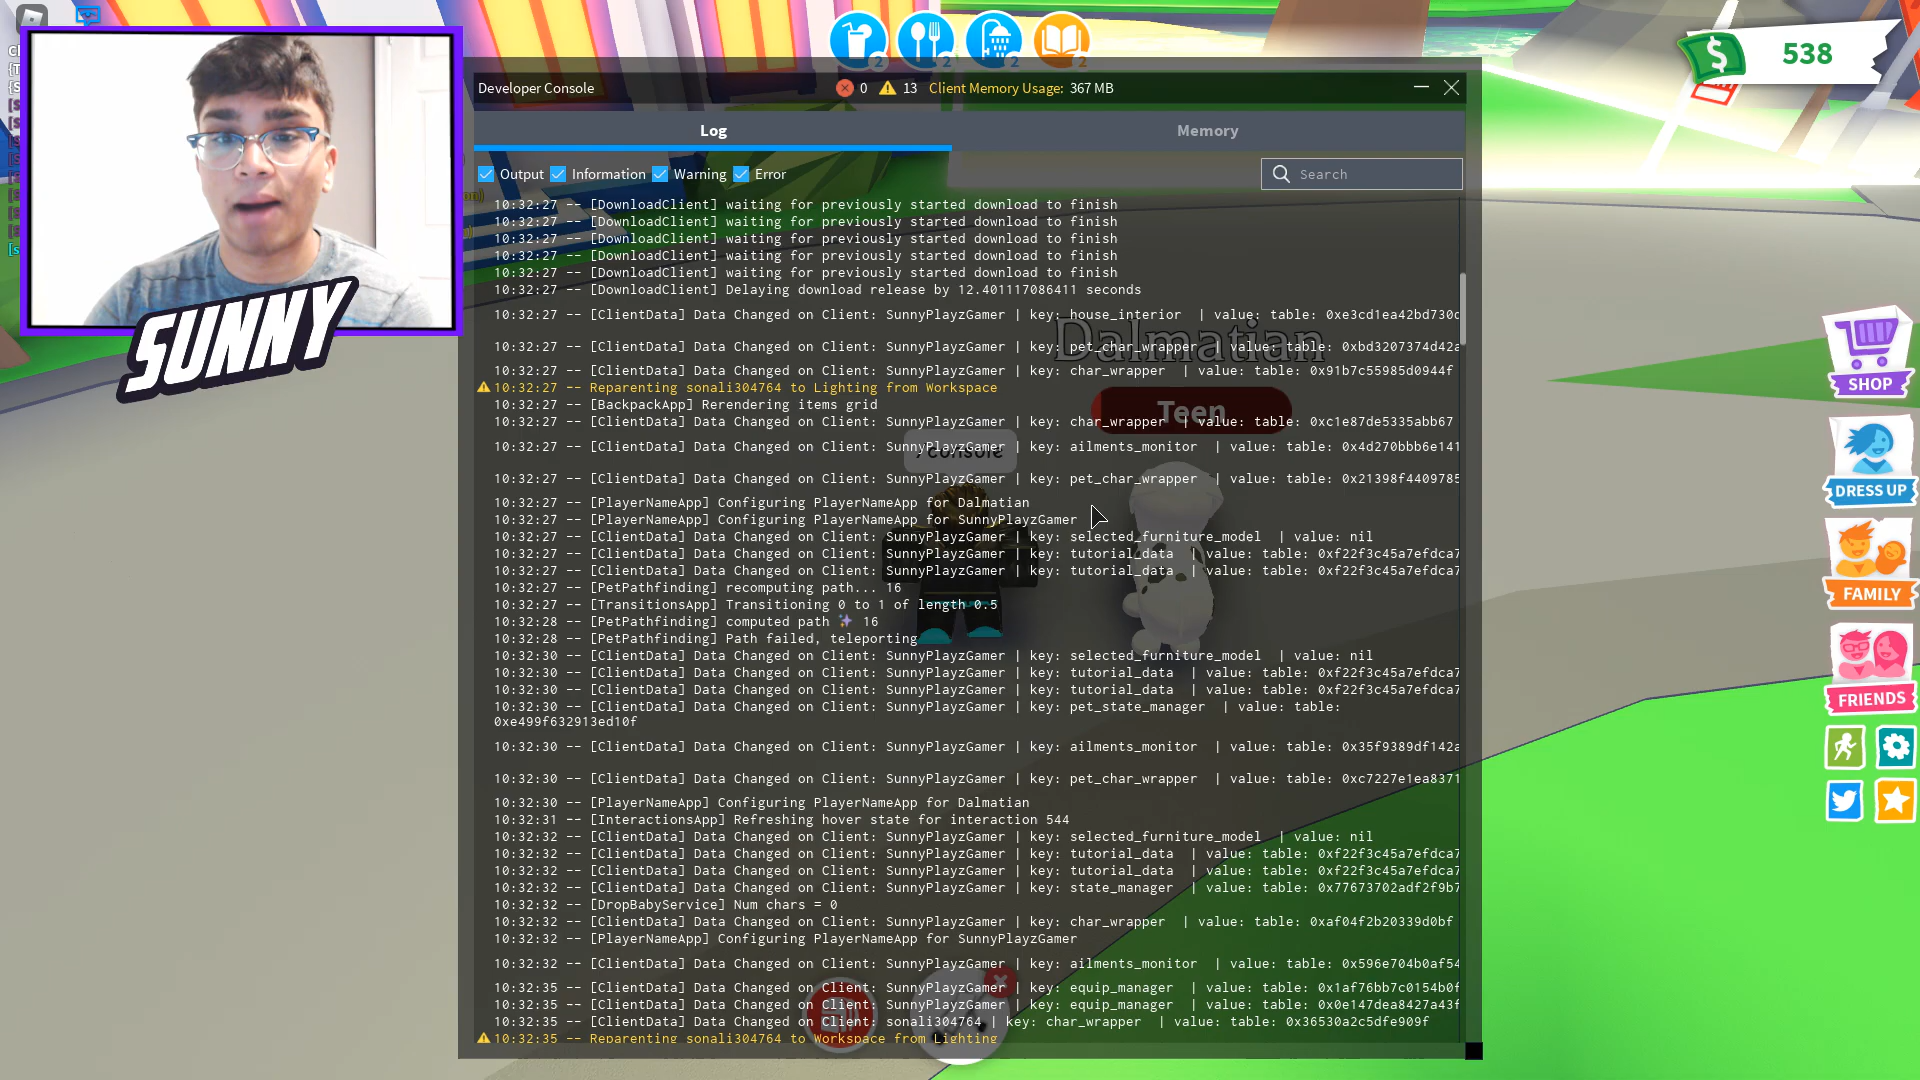 538
Developer Console
0
13
Client Memory Usage: 367 MB
Log
Memory
Output
Information
Warning
Error
Search
10:32:27 -- [DownloadClient] waiting for previously started download to finish
10:32:27 -- [DownloadClient] waiting for previously started download to finish
10:32:27 -- [DownloadClient] waiting for previously started download to finish
10:32:27 -- [DownloadClient] waiting for previously started download to finish
10:32:27 -- [DownloadClient] waiting for previously started download to finish
10:32:27 -- [DownloadClient] Delaying download release by 12.401117086411 seconds
10:32:27 -- [ClientData] Data Changed on Client: SunnyPlayzGamer | key: house_interior | value: table: 0xe3cd1ea42bd730c
10:32:27 -- [ClientData] Data Changed on Client: SunnyPlayzGamer | key: pet_char_wrapper | value: table: 0xbd3207374d42a
10:32:27 -- [ClientData] Data Changed on Client: SunnyPlayzGamer | key: char_wrapper | value: table: 0x91b7c55985d0944f
10:32:27 -- Reparenting sonali304764 to Lighting from Workspace
10:32:27 -- [BackpackApp] Rerendering items grid
10:32:27 -- [ClientData] Data Changed on Client: SunnyPlayzGamer | key: char_wrapper | value: table: 0xc1e87de5335abb67
10:32:27 -- [ClientData] Data Changed on Client: SunnyPlayzGamer | key: ailments_monitor | value: table: 0x4d270bbb6e141
10:32:27 -- [ClientData] Data Changed on Client: SunnyPlayzGamer | key: pet_char_wrapper | value: table: 0x21398f4409785
10:32:27 -- [PlayerNameApp] Configuring PlayerNameApp for Dalmatian
10:32:27 -- [PlayerNameApp] Configuring PlayerNameApp for SunnyPlayzGamer
10:32:27 -- [ClientData] Data Changed on Client: SunnyPlayzGamer | key: selected_furniture_model | value: nil
10:32:27 -- [ClientData] Data Changed on Client: SunnyPlayzGamer | key: tutorial_data | value: table: 0xf22f3c45a7efdca7
10:32:27 -- [ClientData] Data Changed on Client: SunnyPlayzGamer | key: tutorial_data | value: table: 0xf22f3c45a7efdca7
10:32:27 -- [PetPathfinding] recomputing path... 16
10:32:27 -- [TransitionsApp] Transitioning 0 to 1 of length 0.5
10:32:28 -- [PetPathfinding] computed path ✨ 16
10:32:28 -- [PetPathfinding] Path failed, teleporting
10:32:30 -- [ClientData] Data Changed on Client: SunnyPlayzGamer | key: selected_furniture_model | value: nil
10:32:30 -- [ClientData] Data Changed on Client: SunnyPlayzGamer | key: tutorial_data | value: table: 0xf22f3c45a7efdca7
10:32:30 -- [ClientData] Data Changed on Client: SunnyPlayzGamer | key: tutorial_data | value: table: 0xf22f3c45a7efdca7
10:32:30 -- [ClientData] Data Changed on Client: SunnyPlayzGamer | key: pet_state_manager | value: table:
0xe499f632913ed10f
10:32:30 -- [ClientData] Data Changed on Client: SunnyPlayzGamer | key: ailments_monitor | value: table: 0x35f9389df142a
10:32:30 -- [ClientData] Data Changed on Client: SunnyPlayzGamer | key: pet_char_wrapper | value: table: 0xc7227e1ea8371
10:32:30 -- [PlayerNameApp] Configuring PlayerNameApp for Dalmatian
10:32:31 -- [InteractionsApp] Refreshing hover state for interaction 544
10:32:32 -- [ClientData] Data Changed on Client: SunnyPlayzGamer | key: selected_furniture_model | value: nil
10:32:32 -- [ClientData] Data Changed on Client: SunnyPlayzGamer | key: tutorial_data | value: table: 0xf22f3c45a7efdca7
10:32:32 -- [ClientData] Data Changed on Client: SunnyPlayzGamer | key: tutorial_data | value: table: 0xf22f3c45a7efdca7
10:32:32 -- [ClientData] Data Changed on Client: SunnyPlayzGamer | key: state_manager | value: table: 0x77673702adf2f9b7
10:32:32 -- [DropBabyService] Num chars = 0
10:32:32 -- [ClientData] Data Changed on Client: SunnyPlayzGamer | key: char_wrapper | value: table: 0xaf04f2b20339d0bf
10:32:32 -- [PlayerNameApp] Configuring PlayerNameApp for SunnyPlayzGamer
10:32:32 -- [ClientData] Data Changed on Client: SunnyPlayzGamer | key: ailments_monitor | value: table: 0x596e704b0af54
10:32:35 -- [ClientData] Data Changed on Client: SunnyPlayzGamer | key: equip_manager | value: table: 0x1af76bb7c0154b0f
10:32:35 -- [ClientData] Data Changed on Client: SunnyPlayzGamer | key: equip_manager | value: table: 0x0e147dea8427a43f
10:32:35 -- [ClientData] Data Changed on Client: sonali304764 | key: char_wrapper | value: table: 0x36530a2c5dfe909f
10:32:35 -- Reparenting sonali304764 to Workspace from Lighting
Dalmatian
Teen
/console
SUNNY
2
2
2
2
SHOP
DRESS UP
FAMILY
FRIENDS